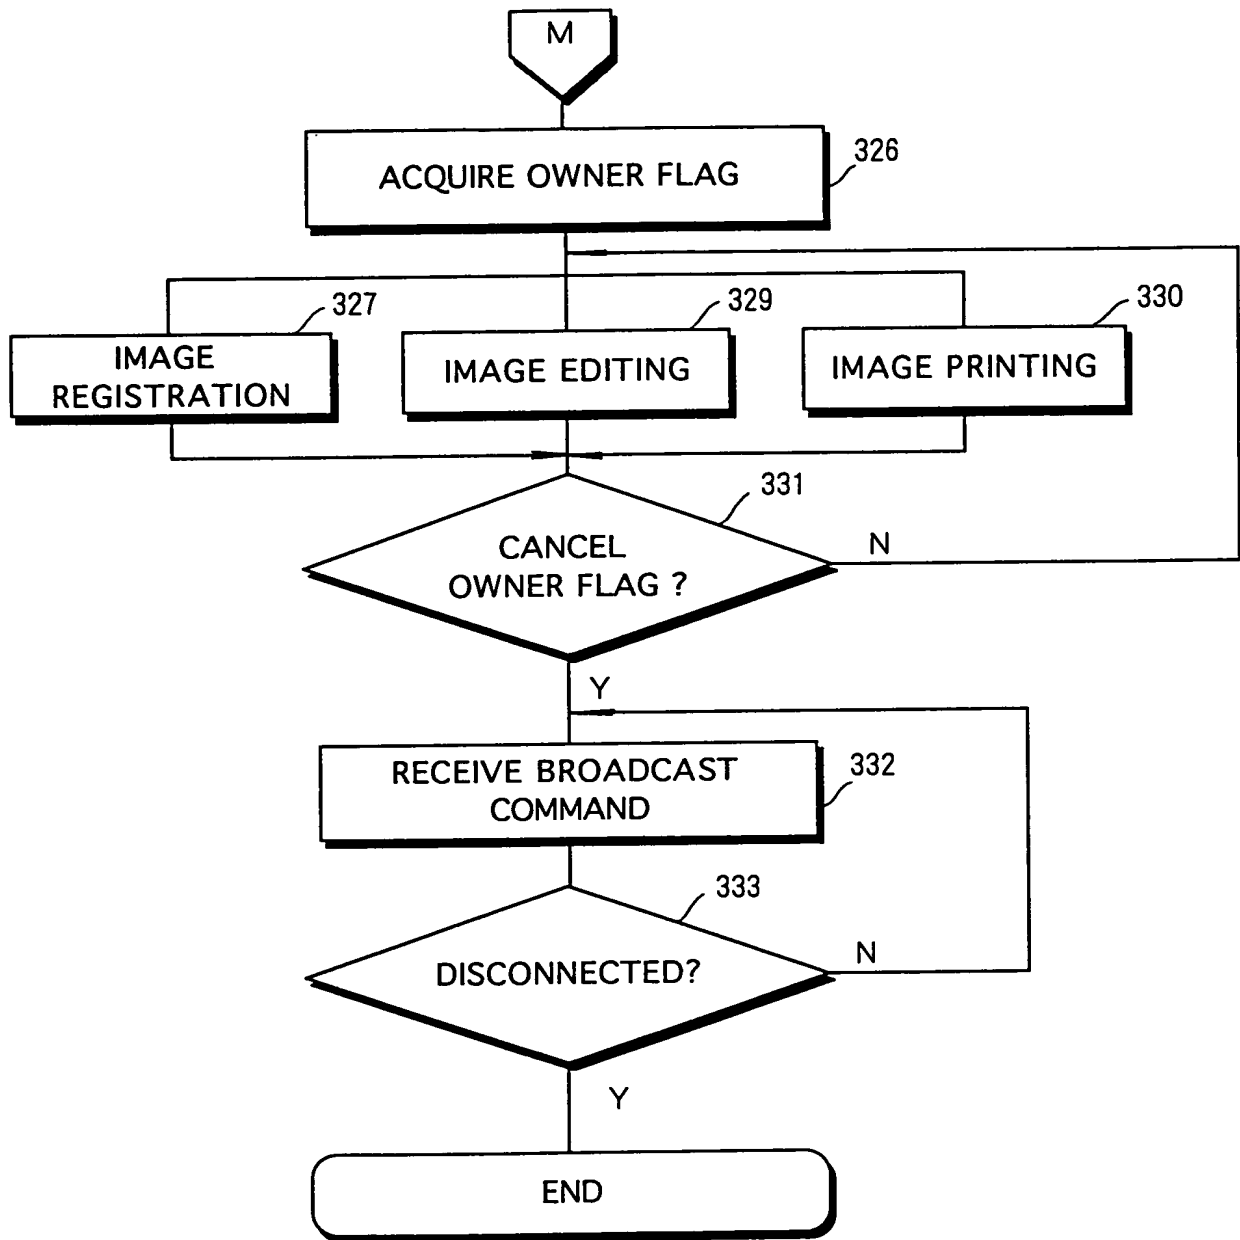 M
ACQUIRE OWNER FLAG
326
327
329
330
IMAGE
REGISTRATION
IMAGE EDITING
IMAGE PRINTING
331
CANCEL
OWNER FLAG ?
N
Y
RECEIVE BROADCAST
COMMAND
332
333
DISCONNECTED?
N
Y
END